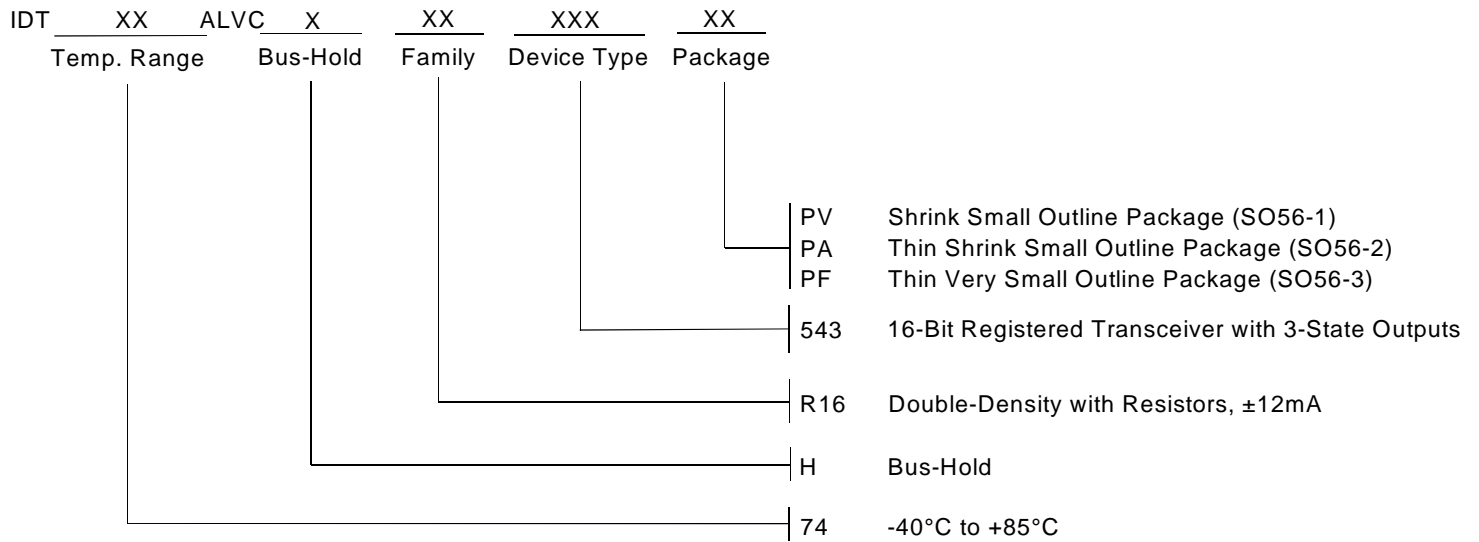 IDT XX ALVC X XX XXX XX
Temp. Range Bus-Hold Family Device Type Package
PV Shrink Small Outline Package (SO56-1)
PA Thin Shrink Small Outline Package (SO56-2)
PF Thin Very Small Outline Package (SO56-3)
543 16-Bit Registered Transceiver with 3-State Outputs
R16 Double-Density with Resistors, ±12mA
H Bus-Hold
74 -40°C to +85°C